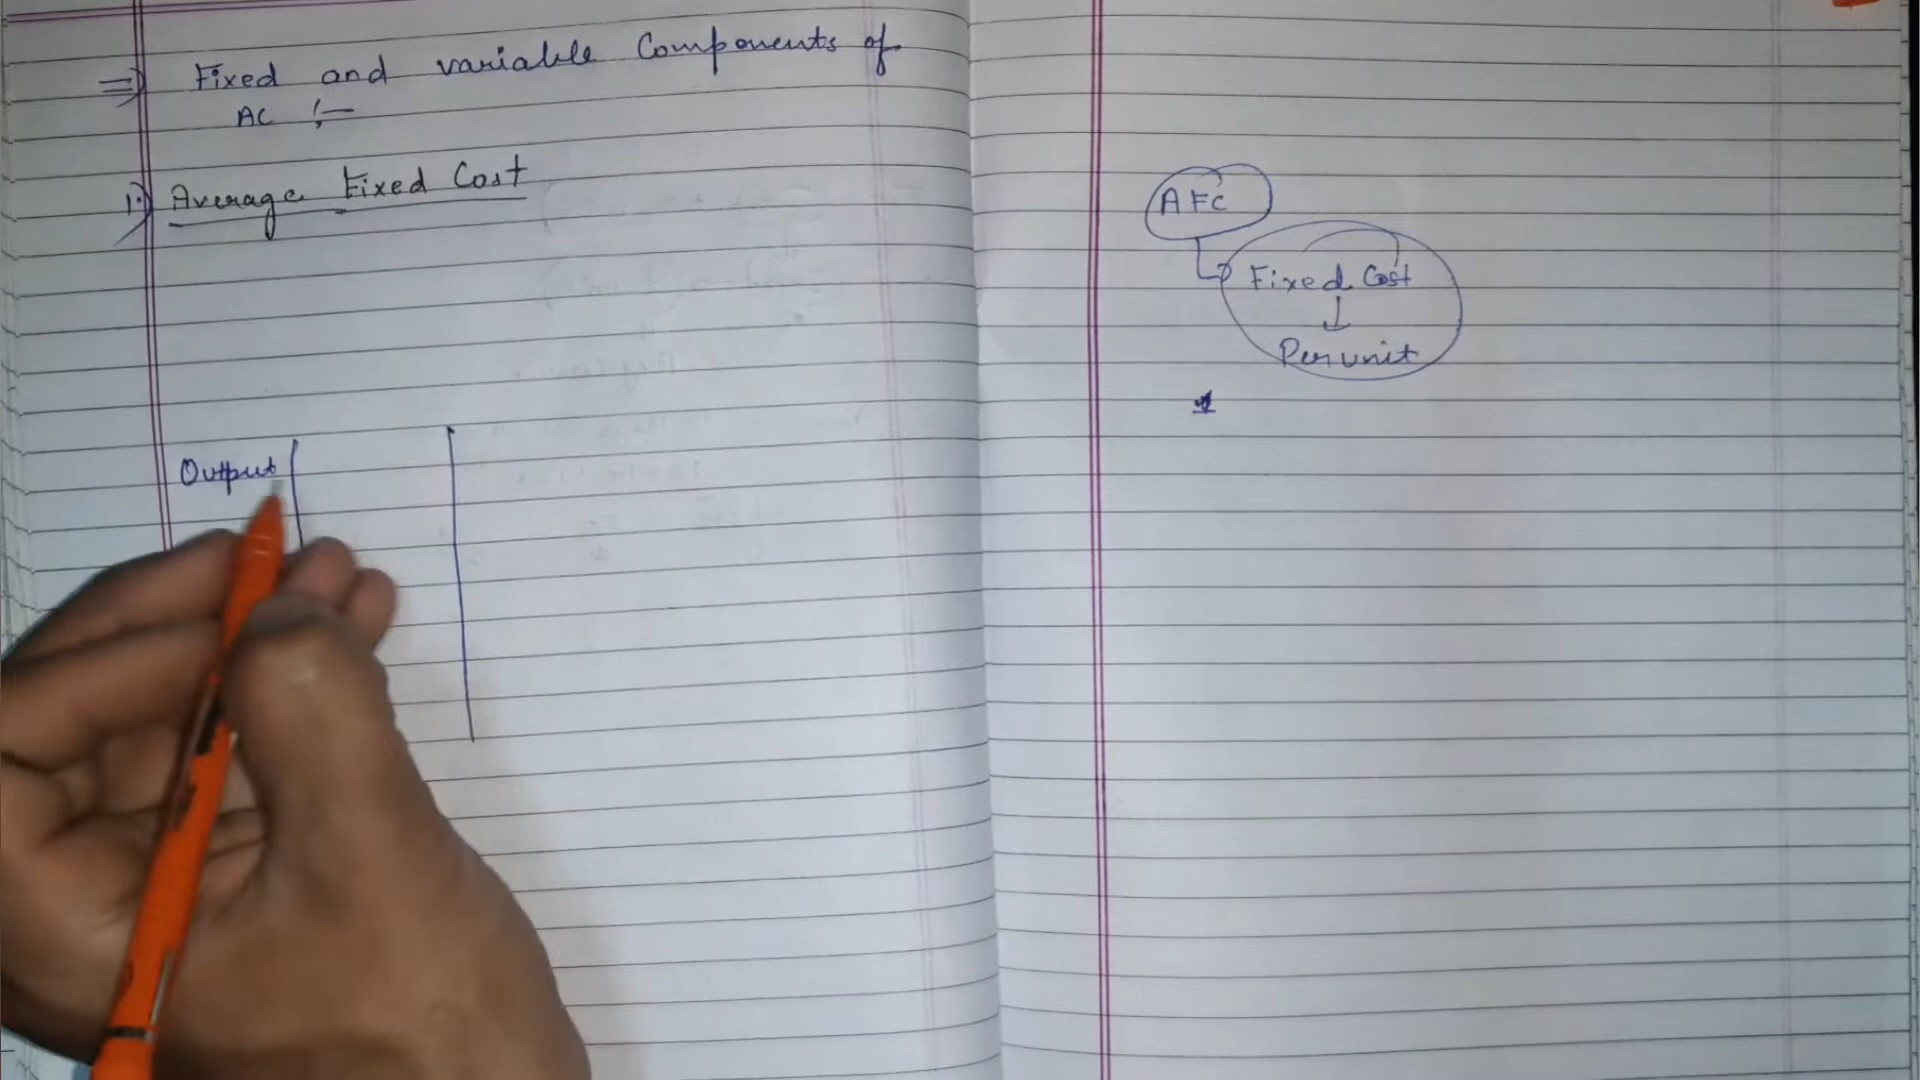 ⇒ Fixed and variable Components of
AC :-
1.) Average Fixed Cost
Output
AFC
Fixed Cost
↓
Per unit